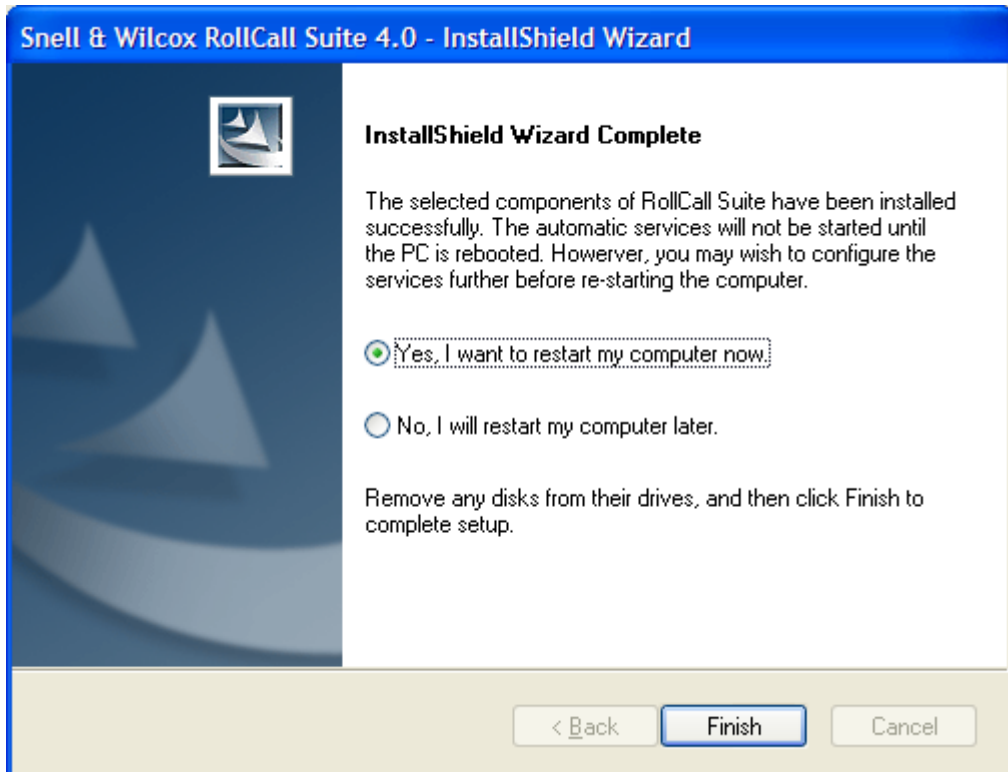 Snell & Wilcox RollCall Suite 4.0 - InstallShield Wizard
InstallShield Wizard Complete
The selected components of RollCall Suite have been installed
successfully. The automatic services will not be started until
the PC is rebooted. Howerver, you may wish to configure the
services further before re-starting the computer.
Yes, I want to restart my computer now.
No, I will restart my computer later.
Remove any disks from their drives, and then click Finish to
complete setup.
< Back
Finish
Cancel